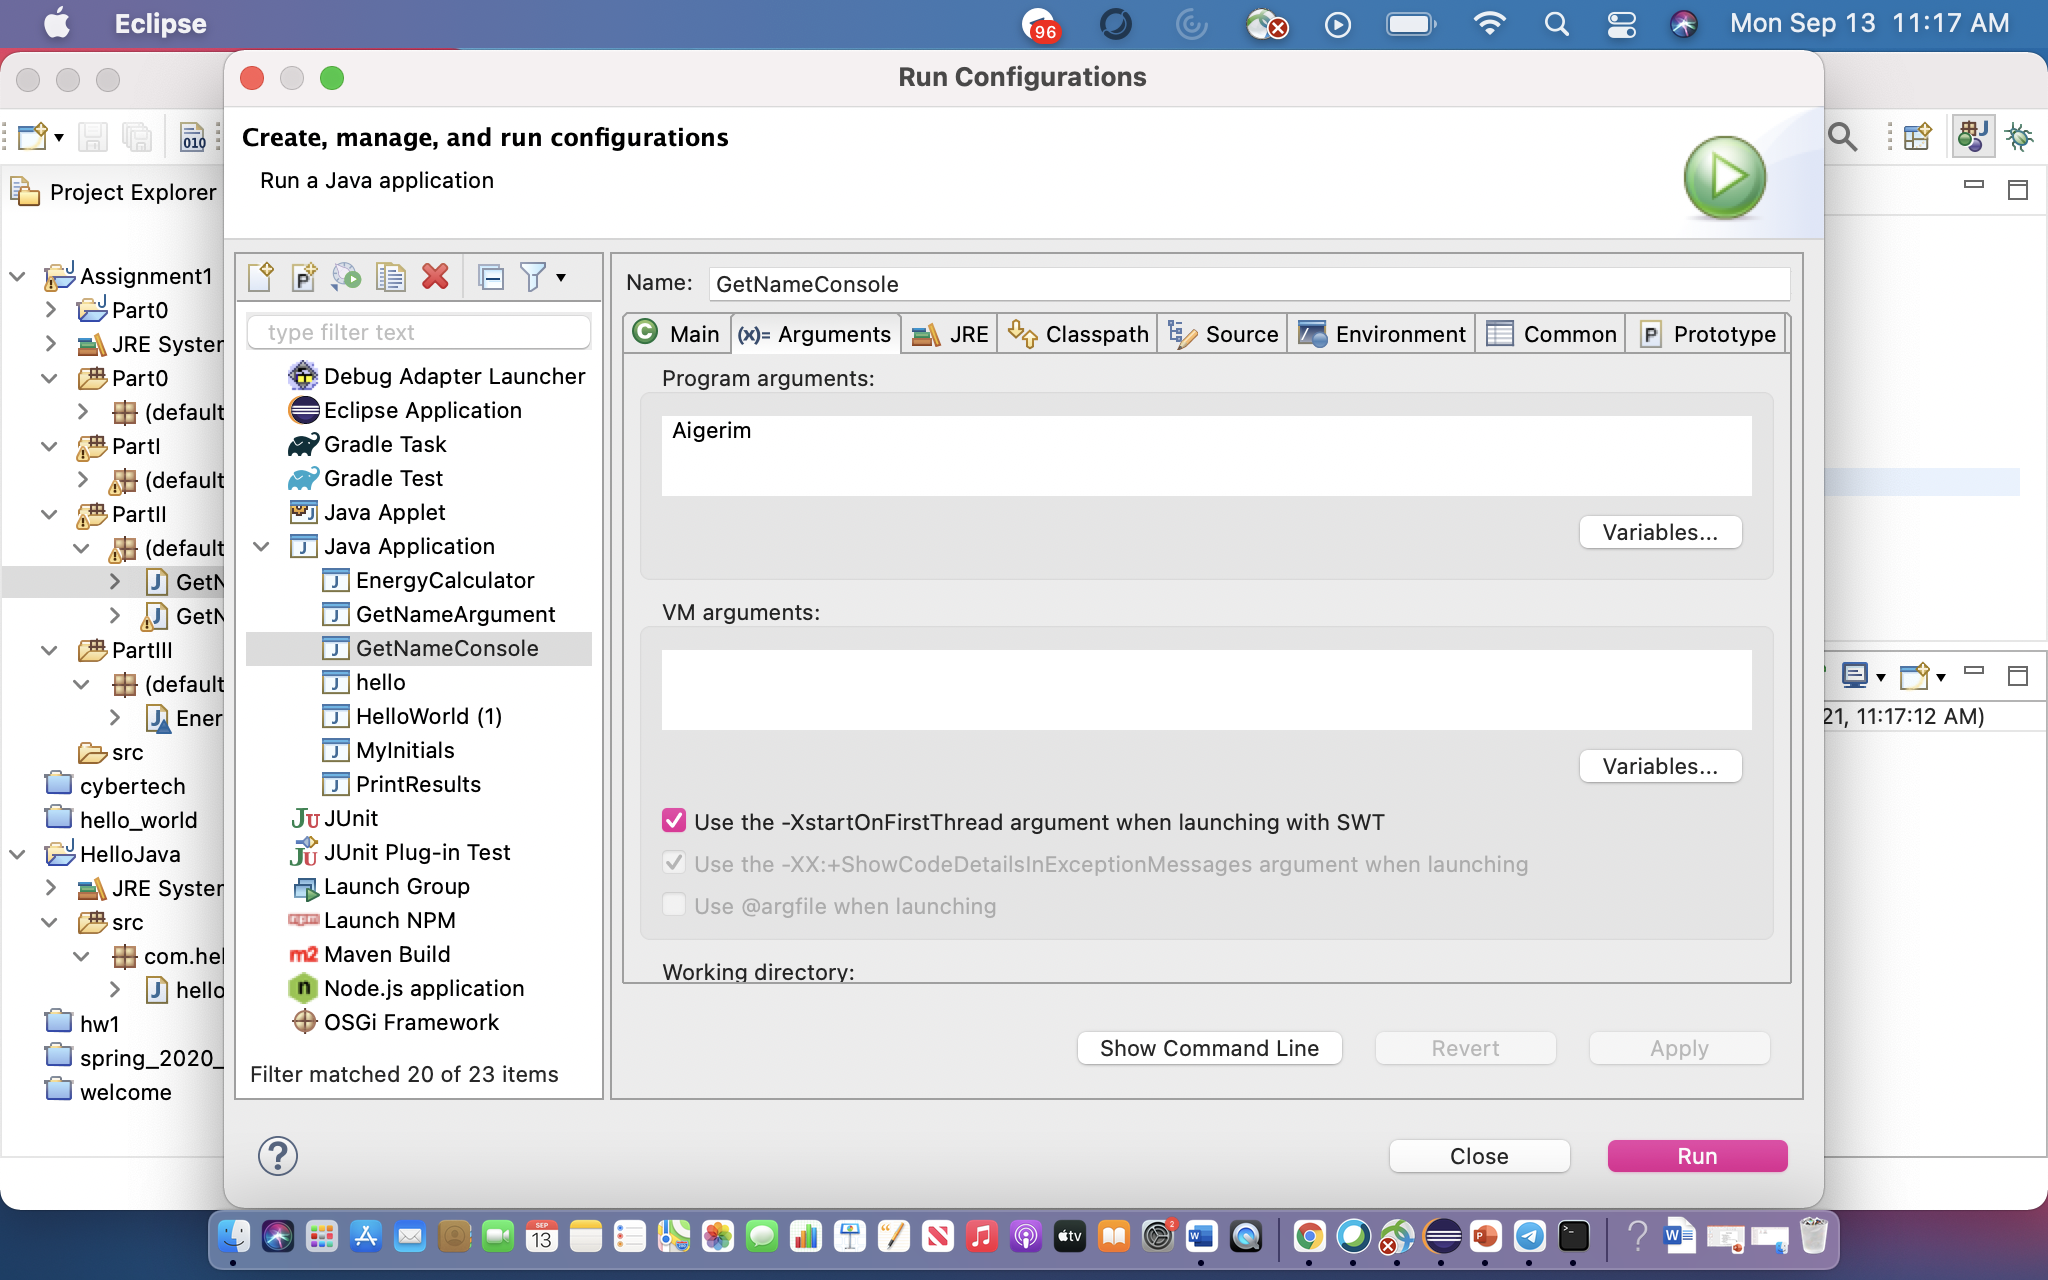 Eclipse
96
Mon Sep 13 11:17 AM
Run Configurations
Create, manage, and run configurations
Run a Java application
010
Project Explorer
Assignment1
Part0
JRE System
Part0
(default
PartI
(default
PartII
(default
GetN
GetN
PartIII
(default
Ener
src
cybertech
hello_world
HelloJava
JRE System
src
com.hel
hello
hw1
spring_2020_
welcome
type filter text
Debug Adapter Launcher
Eclipse Application
Gradle Task
Gradle Test
Java Applet
Java Application
EnergyCalculator
GetNameArgument
GetNameConsole
hello
HelloWorld (1)
MyInitials
PrintResults
JUnit
JUnit Plug-in Test
Launch Group
Launch NPM
Maven Build
Node.js application
OSGi Framework
Filter matched 20 of 23 items
Name: GetNameConsole
Main (x)= Arguments JRE Classpath Source Environment Common Prototype
Program arguments:
Aigerim
Variables...
VM arguments:
Variables...
Use the -XstartOnFirstThread argument when launching with SWT
Use the -XX:+ShowCodeDetailsInExceptionMessages argument when launching
Use @argfile when launching
Working directory:
Show Command Line Revert Apply
Close Run
21, 11:17:12 AM)
SEP
13
tv
2